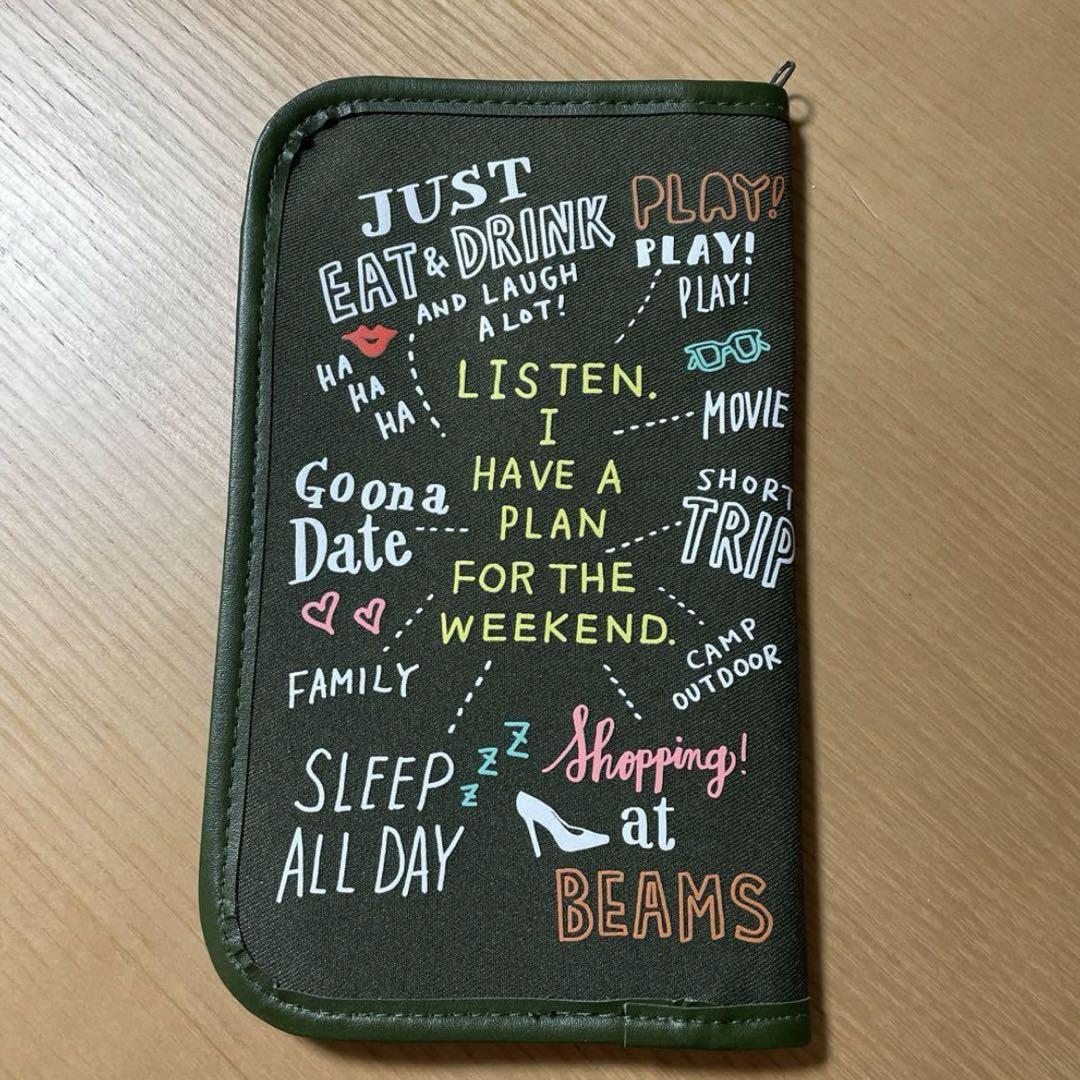 JUST
EAT & DRINK
AND LAUGH
A LOT!
PLAY!
PLAY!
PLAY!
HA
HA
HA
LISTEN.
I
HAVE A
PLAN
FOR THE
WEEKEND.
MOVIE
Go on a
Date
SHORT
TRIP
FAMILY
CAMP
OUTDOOR
SLEEP
ALL DAY
z z z
Shopping!
at
BEAMS